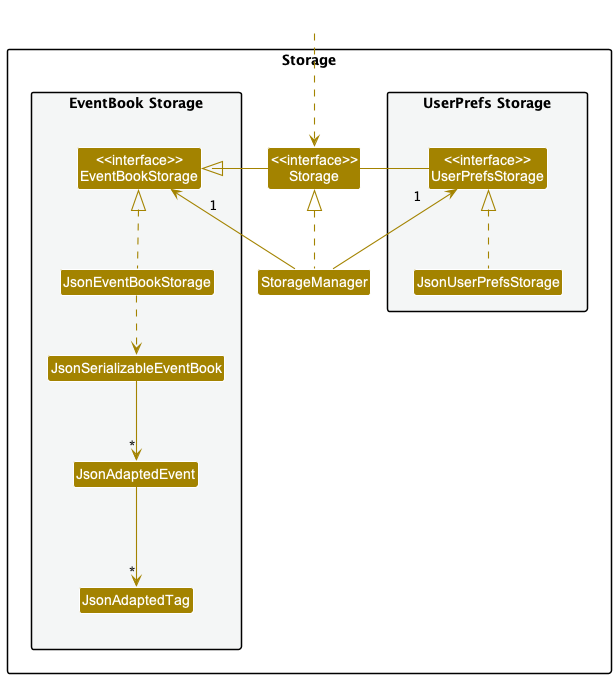 Storage
EventBook Storage
UserPrefs Storage
<<interface>>
EventBookStorage
<<interface>>
Storage
<<interface>>
UserPrefsStorage
1
1
JsonEventBookStorage
StorageManager
JsonUserPrefsStorage
JsonSerializableEventBook
*
JsonAdaptedEvent
*
JsonAdaptedTag